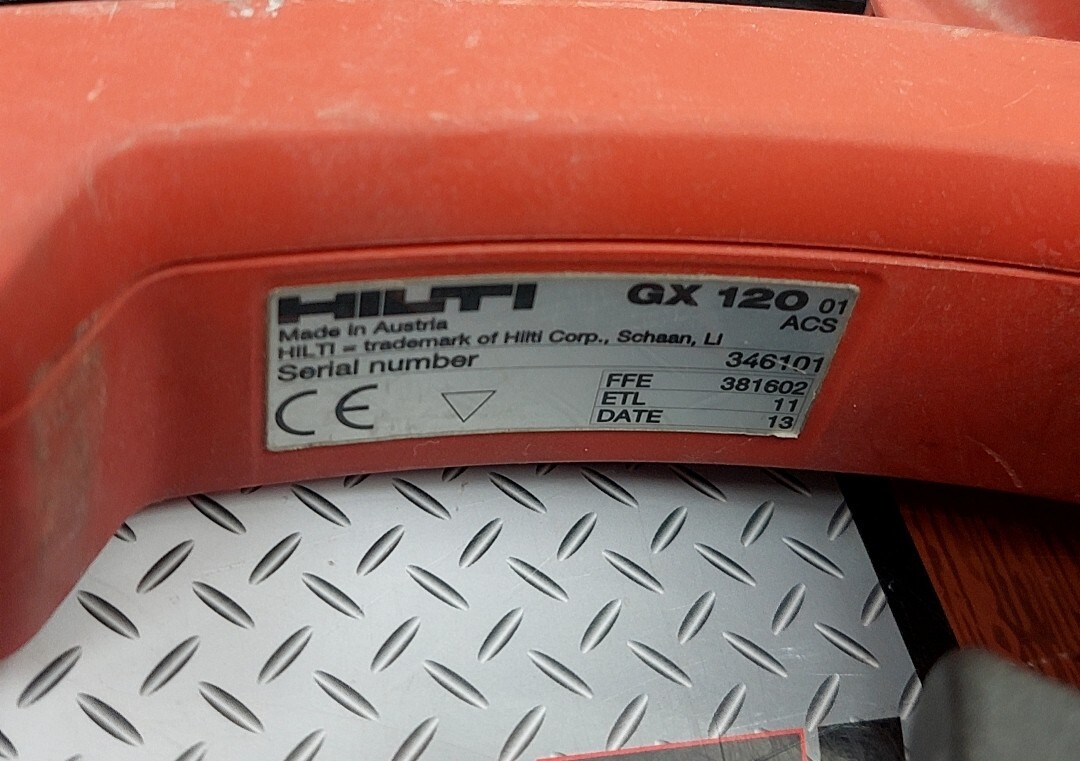 HILTI GX 120 01
ACS
Made in Austria
HILTI = trademark of Hilti Corp., Schaan, LI
Serial number 346101
CE
FFE 381602
ETL 11
DATE 13